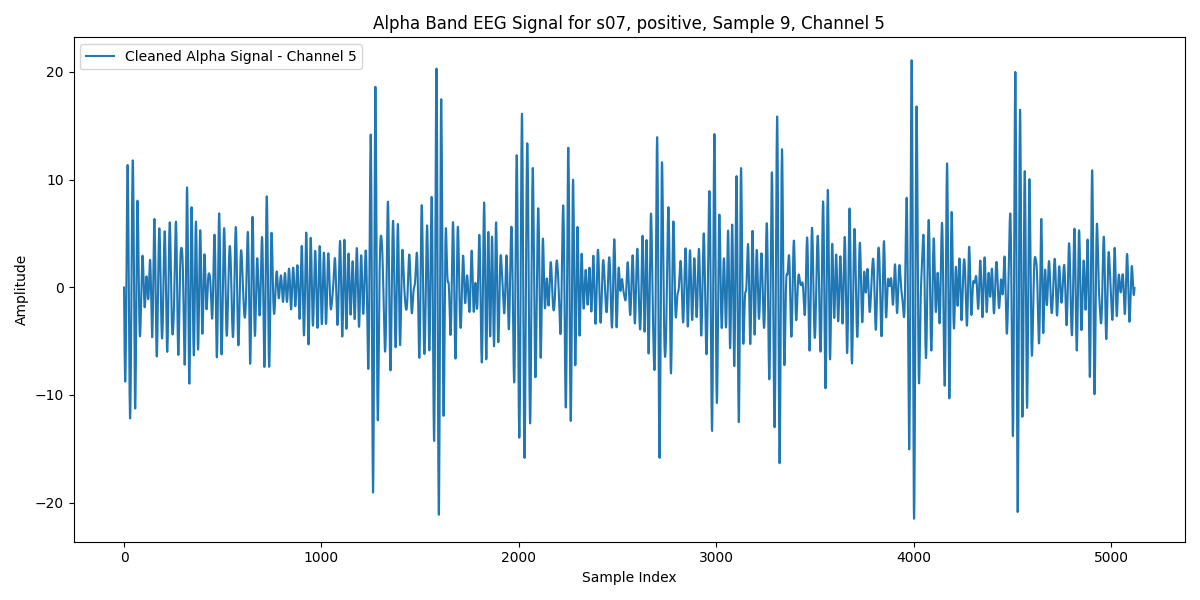 Alpha Band EEG Signal for s07, positive, Sample 9, Channel 5
Cleaned Alpha Signal - Channel 5
20
10
0
−10
−20
Amplitude
0 1000 2000 3000 4000 5000
Sample Index